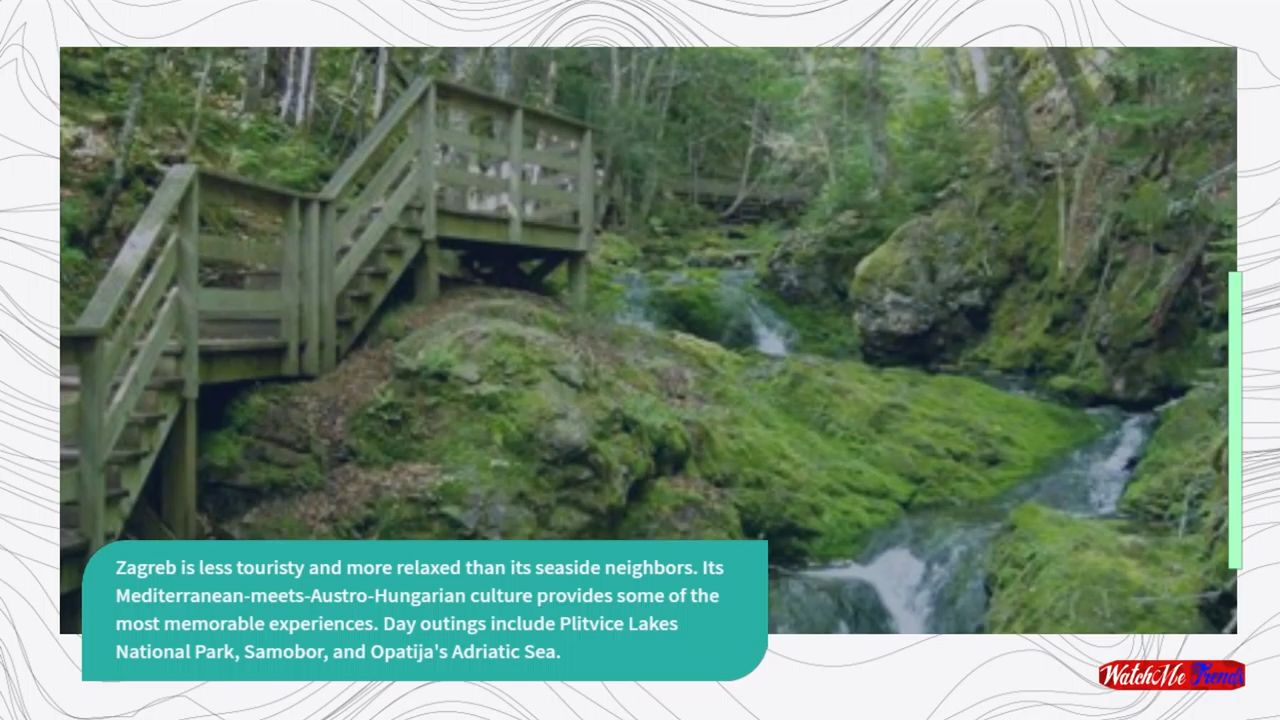 Zagreb is less touristy and more relaxed than its seaside neighbors. Its
Mediterranean-meets-Austro-Hungarian culture provides some of the
most memorable experiences. Day outings include Plitvice Lakes
National Park, Samobor, and Opatija's Adriatic Sea.
WatchMe Trends